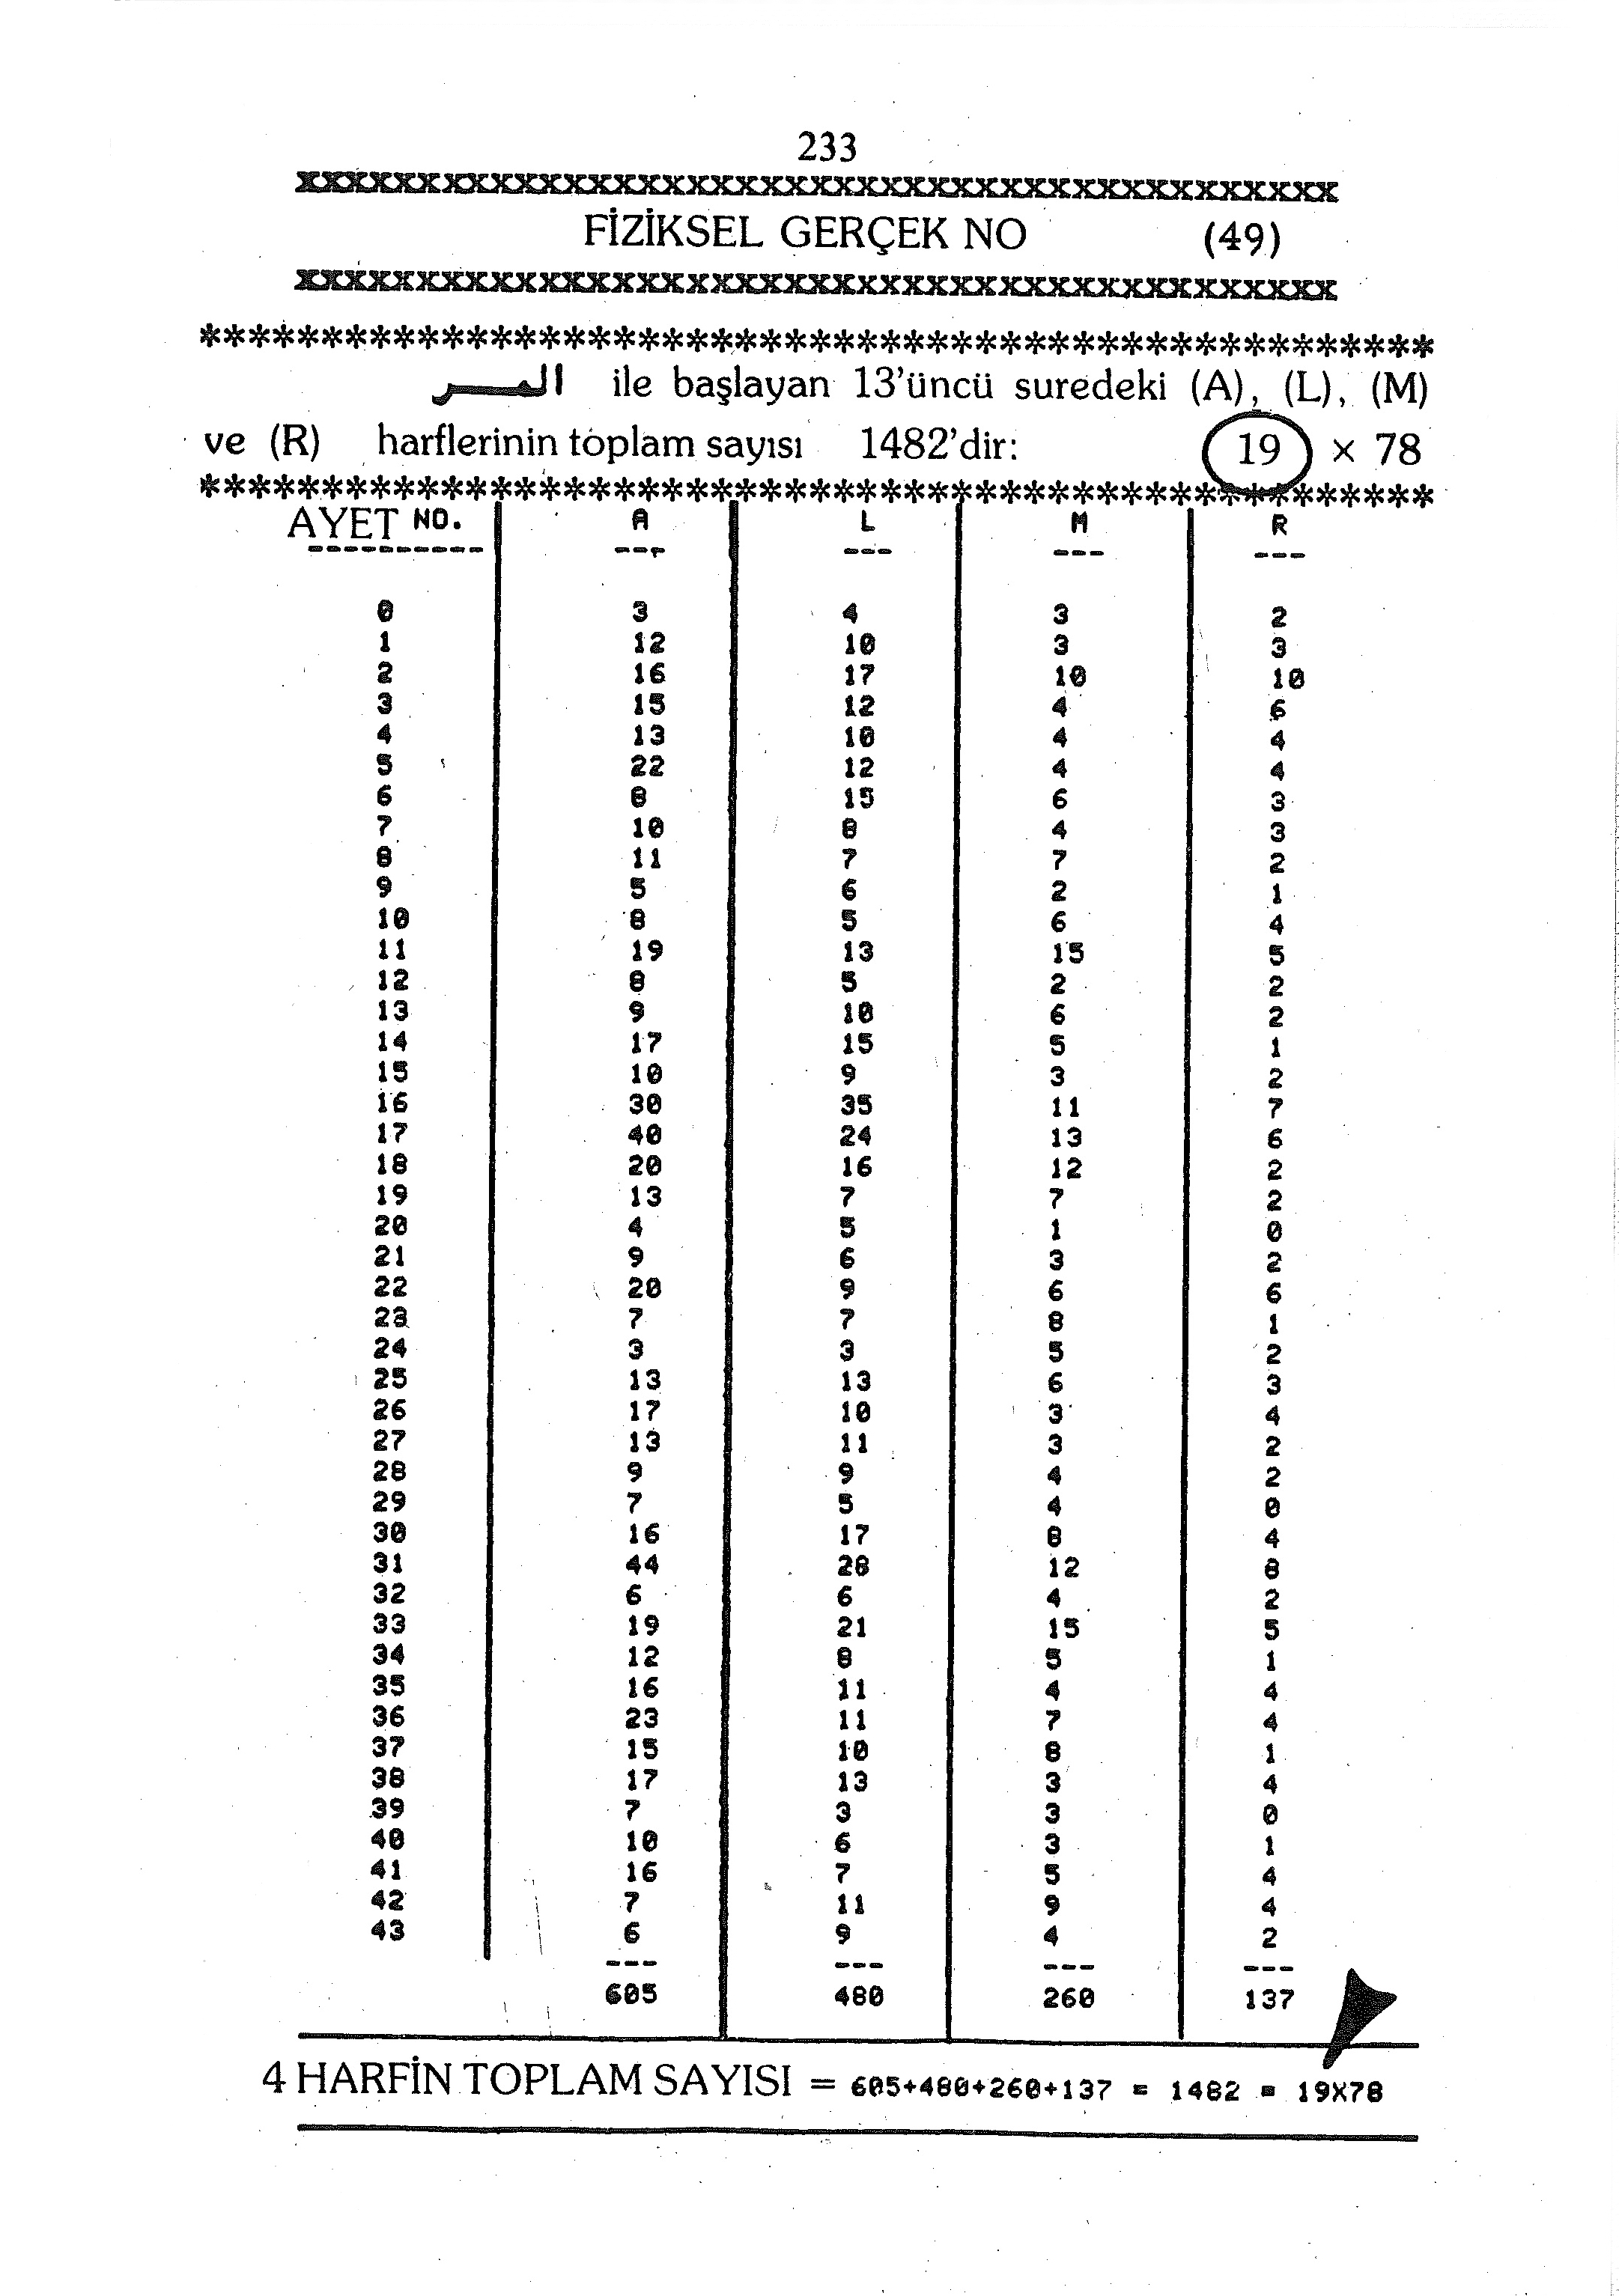 233
XXXXXXXXXXXXXXXXXXXXXXXXXXXXXXXXXXXXXXXXXXX
FİZİKSEL GERÇEK NO (49)
XXXXXXXXXXXXXXXXXXXXXXXXXXXXXXXXXXXXXXXXXXX
***************************************************
المر ile başlayan 13'üncü suredeki (A), (L), (M)
ve (R) harflerinin toplam sayısı 1482'dir: 19 × 78
***************************************************
AYET NO. A L M R
---------- --- --- --- ---
0 3 4 3 2
1 12 10 3 3
2 16 17 10 10
3 15 12 4 6
4 13 10 4 4
5 22 12 4 4
6 8 15 6 3
7 10 8 4 3
8 11 7 7 2
9 5 6 2 1
10 8 5 6 4
11 19 13 15 5
12 8 5 2 2
13 9 10 6 2
14 17 15 5 1
15 10 9 3 2
16 30 35 11 7
17 40 24 13 6
18 20 16 12 2
19 13 7 7 2
20 4 5 1 0
21 9 6 3 2
22 20 9 6 6
23 7 7 8 1
24 3 3 5 2
25 13 13 6 3
26 17 10 3 4
27 13 11 3 2
28 9 9 4 2
29 7 5 4 0
30 16 17 8 4
31 44 28 12 8
32 6 6 4 2
33 19 21 15 5
34 12 8 5 1
35 16 11 4 4
36 23 11 7 4
37 15 10 8 1
38 17 13 3 4
39 7 3 3 0
40 10 6 3 1
41 16 7 5 4
42 7 11 9 4
43 6 9 4 2
--- --- --- ---
605 480 260 137
4 HARFİN TOPLAM SAYISI = 605+480+260+137 = 1482 = 19X78